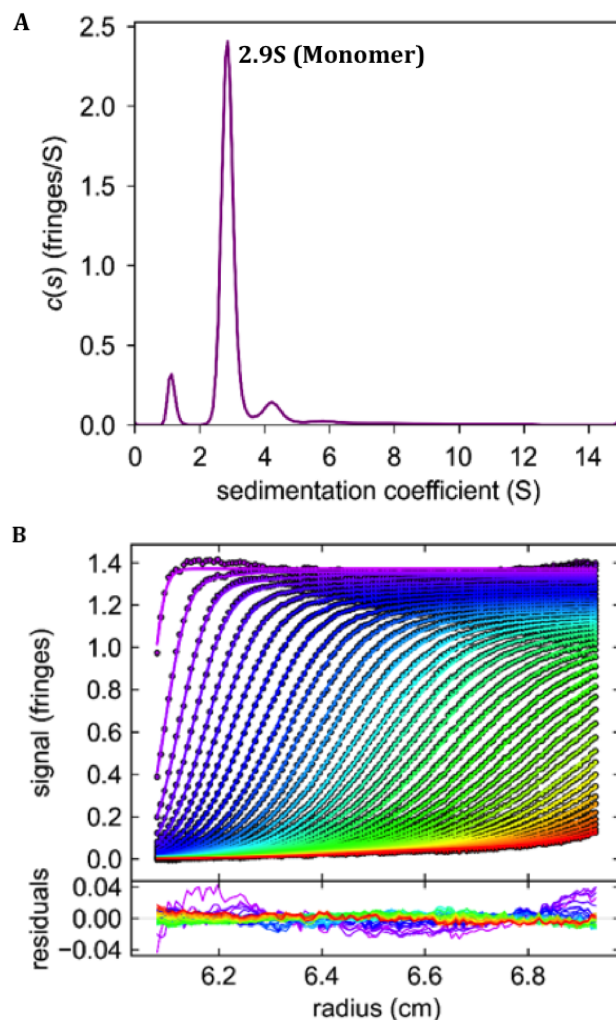 A
2.9S (Monomer)
2.5
2.0
1.5
1.0
0.5
0.0
c(s) (fringes/S)
0 2 4 6 8 10 12 14
sedimentation coefficient (S)
B
1.4
1.2
1.0
0.8
0.6
0.4
0.2
0.0
signal (fringes)
0.04
0.00
−0.04
residuals
6.2 6.4 6.6 6.8
radius (cm)